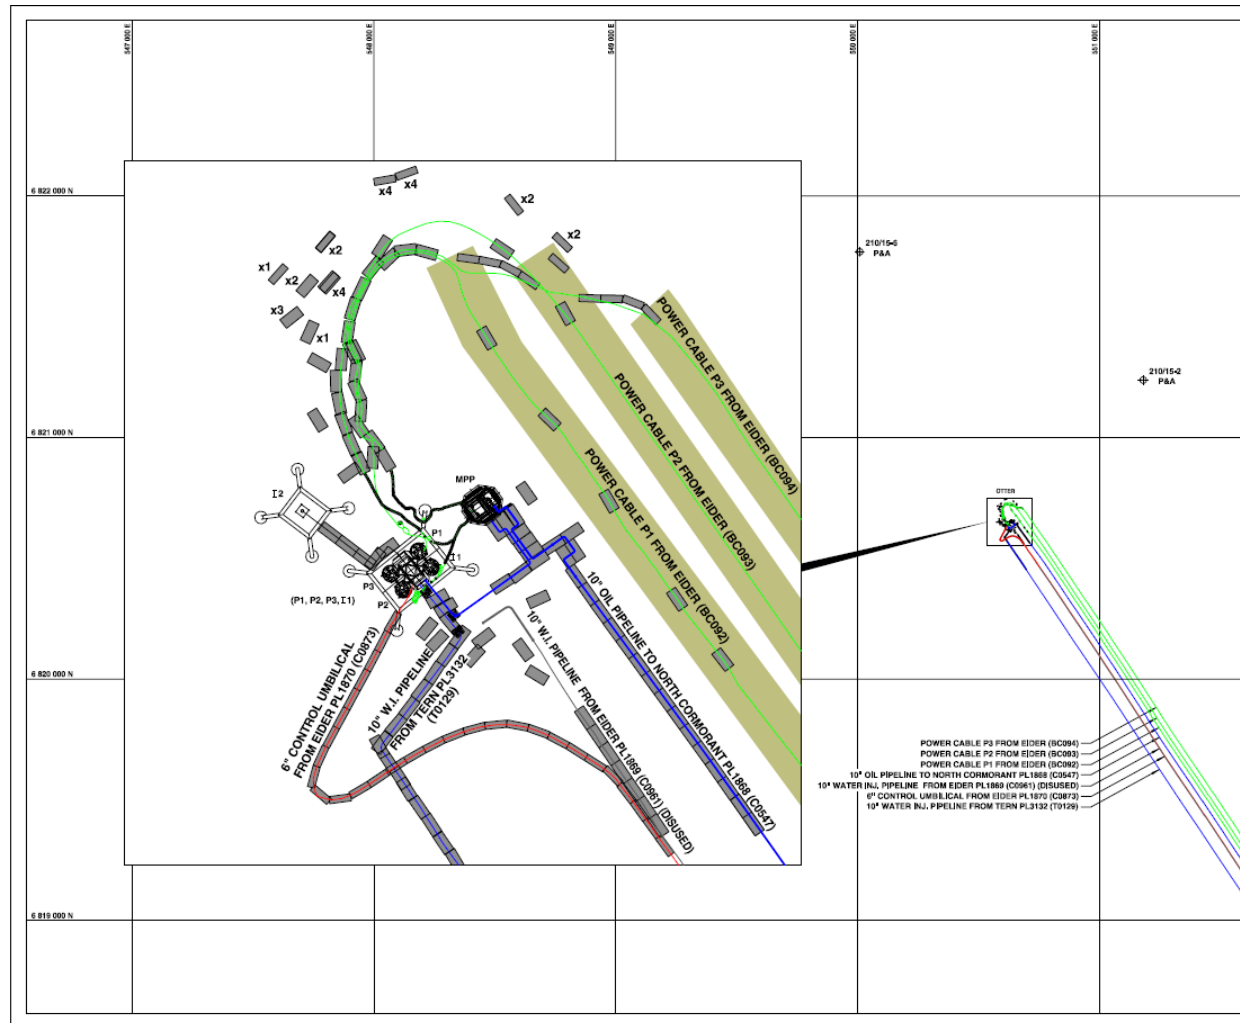 547 000 E
548 000 E
549 000 E
550 000 E
551 000 E
6 822 000 N
6 821 000 N
6 820 000 N
6 819 000 N
x4
x4
x2
x2
x2
x1
x2
x4
x3
x1
210/15-5
P&A
210/15-2
P&A
POWER CABLE P3 FROM EIDER (BC094)
POWER CABLE P2 FROM EIDER (BC093)
POWER CABLE P1 FROM EIDER (BC092)
MPP
I2
P1
I1
P3
P2
(P1, P2, P3, I1)
OTTER
6" CONTROL UMBILICAL
FROM EIDER PL1870 (C0873)
10" W.I. PIPELINE
FROM TERN PL3132
(T0129)
10" W.I. PIPELINE FROM EIDER PL1869 (C0961) (DISUSED)
10" OIL PIPELINE TO NORTH CORMORANT PL1868 (C0547)
POWER CABLE P3 FROM EIDER (BC094)
POWER CABLE P2 FROM EIDER (BC093)
POWER CABLE P1 FROM EIDER (BC092)
10" OIL PIPELINE TO NORTH CORMORANT PL1868 (C0547)
10" WATER INJ. PIPELINE FROM EIDER PL1869 (C0961) (DISUSED)
6" CONTROL UMBILICAL FROM EIDER PL1870 (C0873)
10" WATER INJ. PIPELINE FROM TERN PL3132 (T0129)